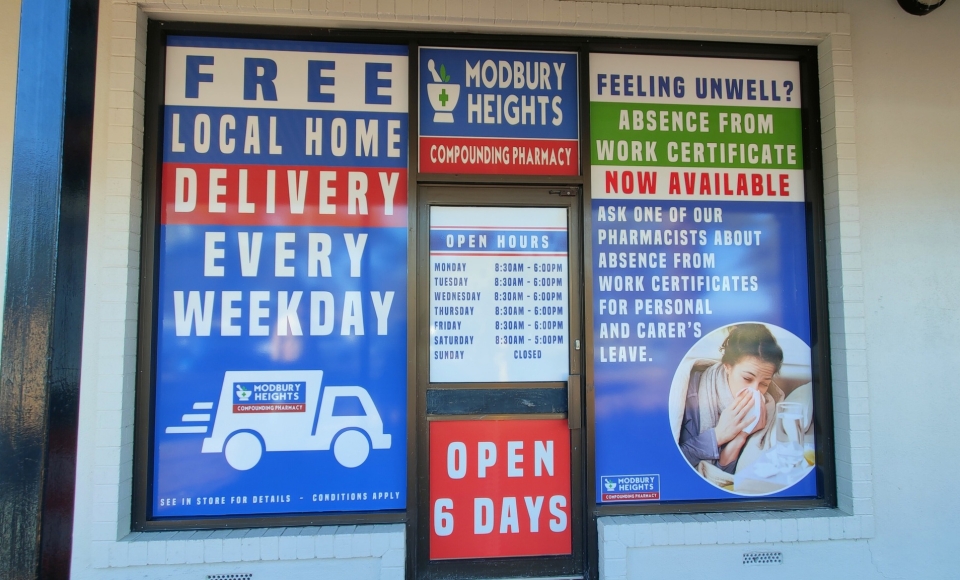 FREE
LOCAL HOME
DELIVERY
EVERY
WEEKDAY
MODBURY
HEIGHTS
COMPOUNDING PHARMACY
SEE IN STORE FOR DETAILS - CONDITIONS APPLY
MODBURY
HEIGHTS
COMPOUNDING PHARMACY
OPEN HOURS
MONDAY 8:30AM - 6:00PM
TUESDAY 8:30AM - 6:00PM
WEDNESDAY 8:30AM - 6:00PM
THURSDAY 8:30AM - 6:00PM
FRIDAY 8:30AM - 6:00PM
SATURDAY 8:30AM - 5:00PM
SUNDAY CLOSED
OPEN
6 DAYS
FEELING UNWELL?
ABSENCE FROM
WORK CERTIFICATE
NOW AVAILABLE
ASK ONE OF OUR
PHARMACISTS ABOUT
ABSENCE FROM
WORK CERTIFICATES
FOR PERSONAL
AND CARER'S
LEAVE.
MODBURY
HEIGHTS
COMPOUNDING PHARMACY